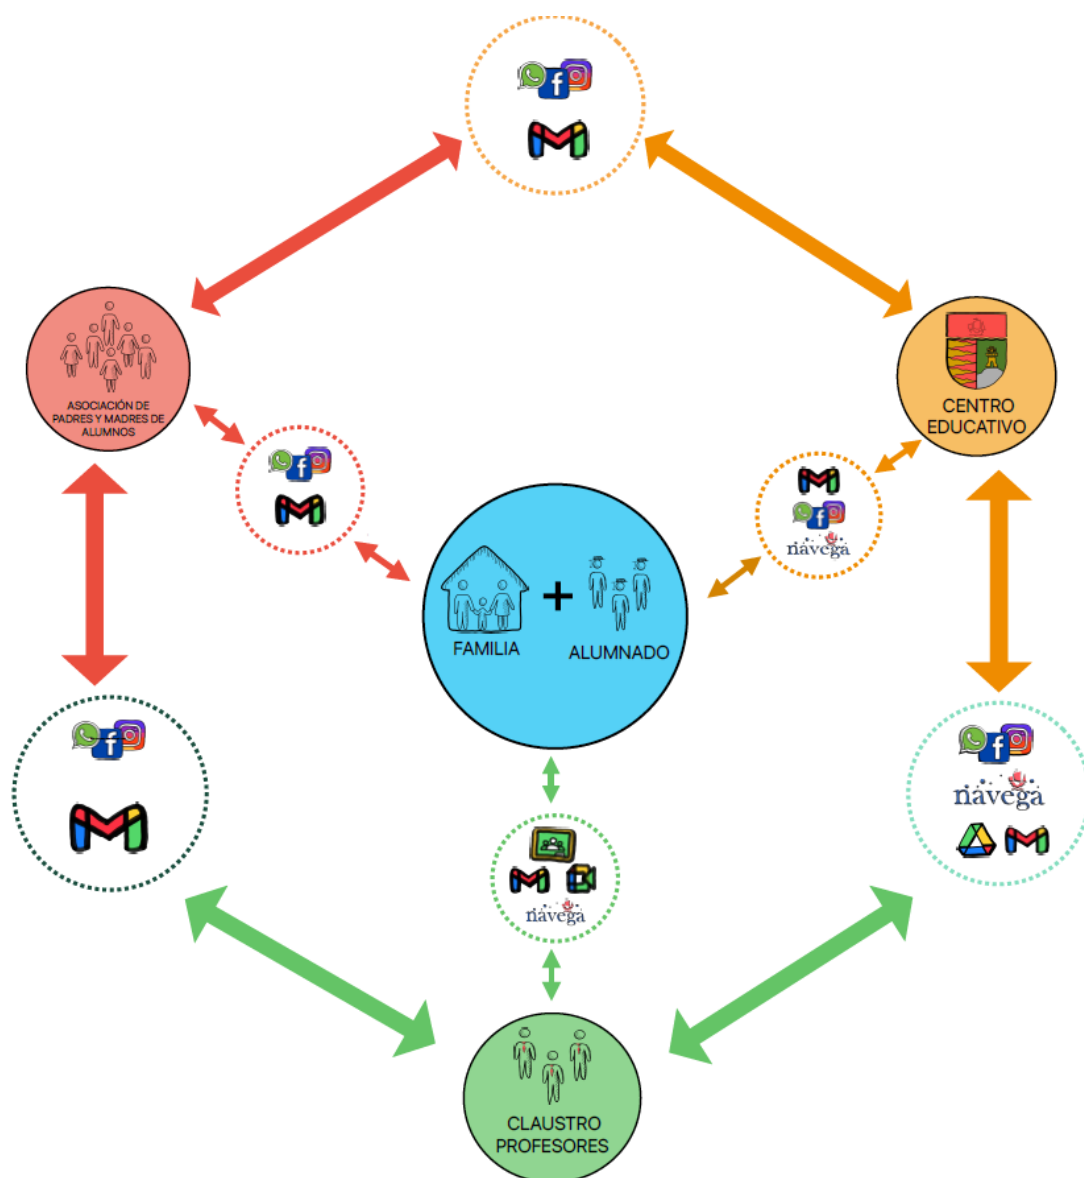 ASOCIACIÓN DE
PADRES Y MADRES DE
ALUMNOS
CENTRO
EDUCATIVO
navega
FAMILIA
+
ALUMNADO
navega
navega
CLAUSTRO
PROFESORES